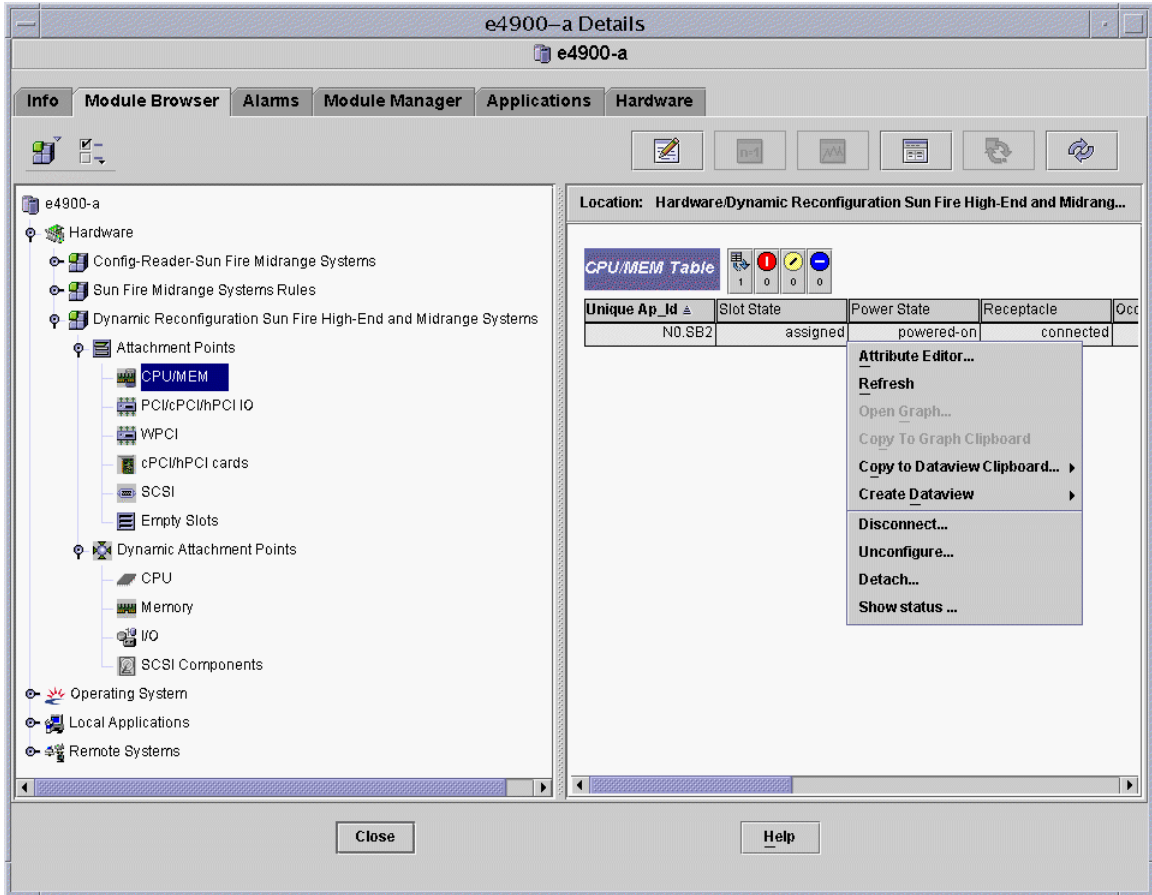 e4900-a Details
e4900-a
Info Module Browser Alarms Module Manager Applications Hardware
n=1
e4900-a
Hardware
Config-Reader-Sun Fire Midrange Systems
Sun Fire Midrange Systems Rules
Dynamic Reconfiguration Sun Fire High-End and Midrange Systems
Attachment Points
CPU/MEM
PCI/cPCI/hPCI IO
WPCI
cPCI/hPCI cards
SCSI
Empty Slots
Dynamic Attachment Points
CPU
Memory
I/O
SCSI Components
Operating System
Local Applications
Remote Systems
Location: Hardware/Dynamic Reconfiguration Sun Fire High-End and Midrang...
CPU/MEM Table 1 0 0 0
Unique Ap_Id Slot State Power State Receptacle Occ
N0.SB2 assigned powered-on connected
Attribute Editor...
Refresh
Open Graph...
Copy To Graph Clipboard
Copy to Dataview Clipboard...
Create Dataview
Disconnect...
Unconfigure...
Detach...
Show status ...
Close Help